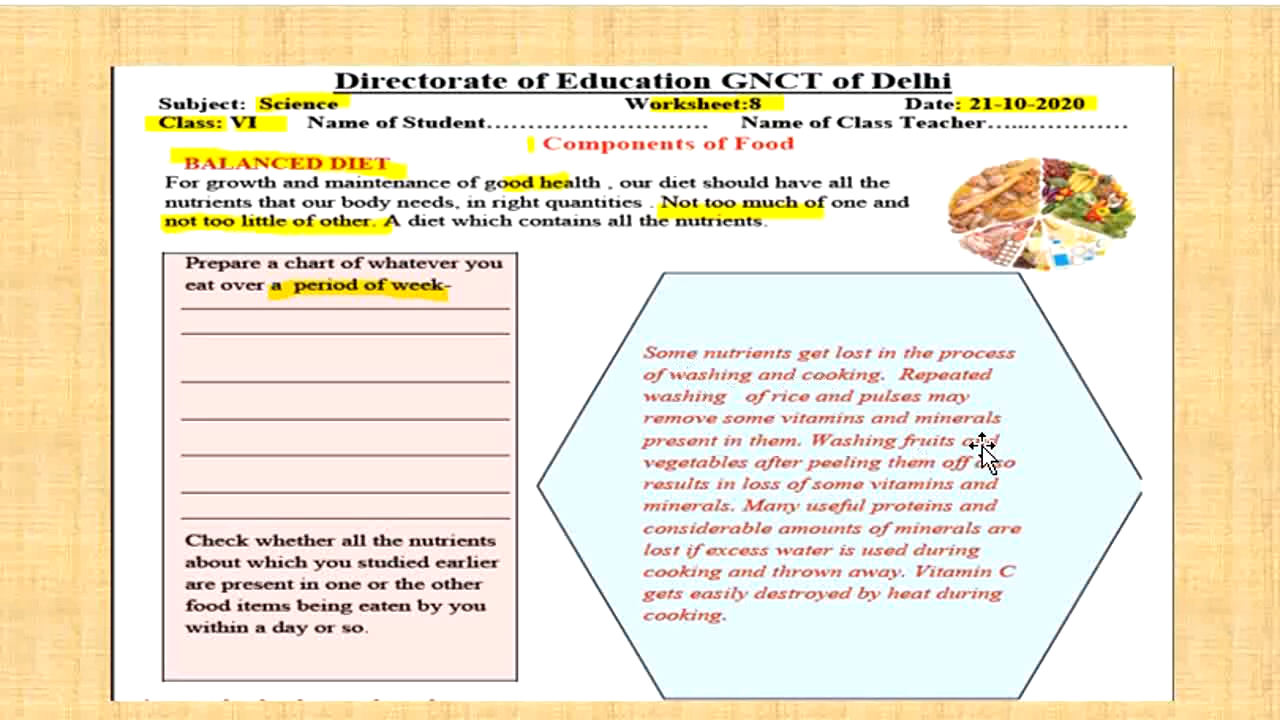 Directorate of Education GNCT of Delhi
Subject: Science Worksheet:8 Date: 21-10-2020
Class: VI Name of Student........................... Name of Class Teacher.....................
Components of Food
BALANCED DIET
For growth and maintenance of good health , our diet should have all the
nutrients that our body needs, in right quantities . Not too much of one and
not too little of other. A diet which contains all the nutrients.
Prepare a chart of whatever you
eat over a period of week-
Check whether all the nutrients
about which you studied earlier
are present in one or the other
food items being eaten by you
within a day or so.
Some nutrients get lost in the process
of washing and cooking. Repeated
washing of rice and pulses may
remove some vitamins and minerals
present in them. Washing fruits and
vegetables after peeling them off also
results in loss of some vitamins and
minerals. Many useful proteins and
considerable amounts of minerals are
lost if excess water is used during
cooking and thrown away. Vitamin C
gets easily destroyed by heat during
cooking.